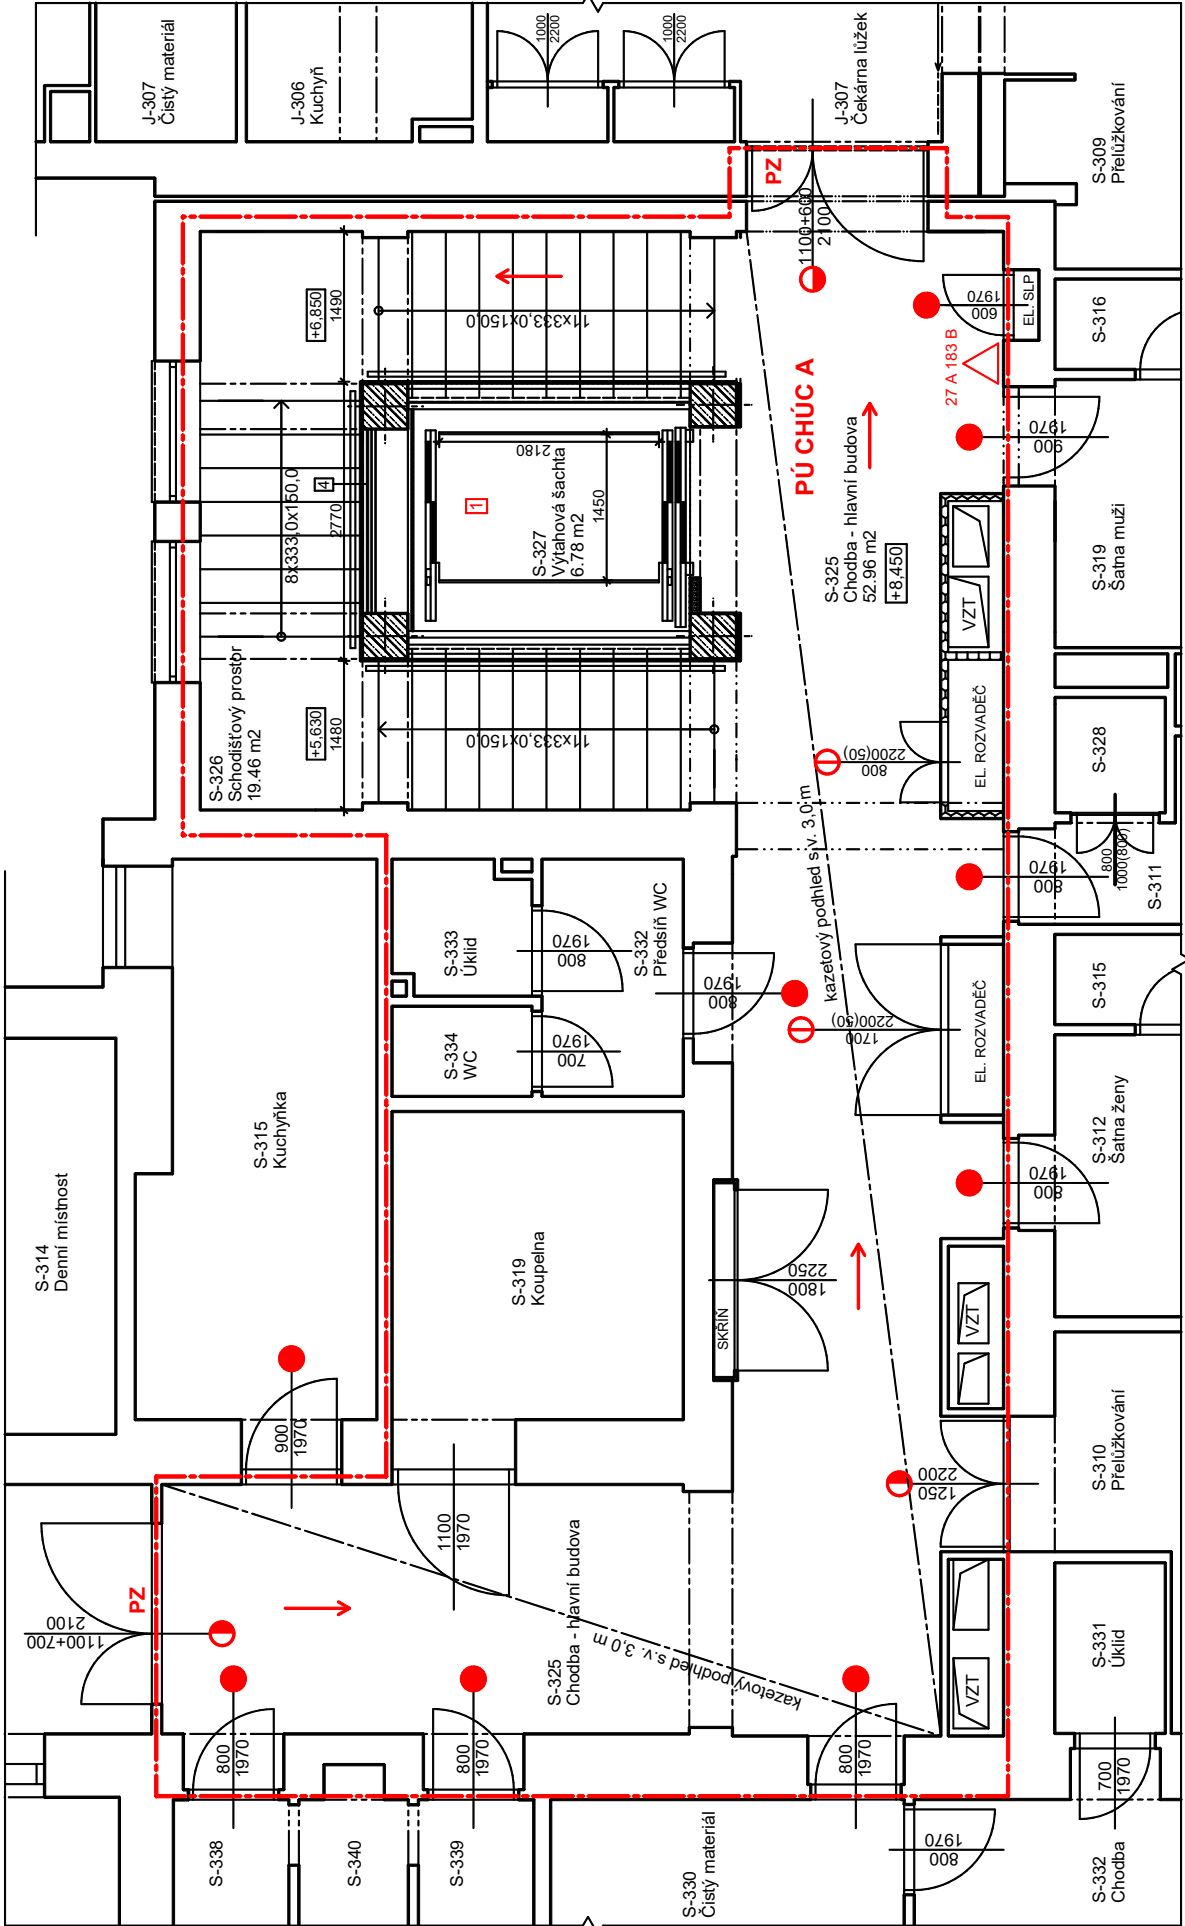 J-307
Čistý materiál
J-306
Kuchyň
1000
2200
1000
2200
J-307
Čekárna lůžek
S-309
Přelůžkování
PZ
1100+600
2100
+6,850
1490
11x333,0x150,0
600
1970
EL. SLP
S-316
27 A 183 B
8x333,0x150,0
4
2770
1
2180
S-327
Výtahová šachta
6.78 m2
1450
PÚ CHÚC A
S-325
Chodba - hlavní budova
52.96 m2
+8,450
900
1970
S-319
Šatna muži
VZT
S-326
Schodišťový prostor
19.46 m2
+5,630
1480
11x333,0x150,0
800
2200(50)
EL. ROZVADĚČ
S-328
800
1000(800)
S-311
kazetový podhled s.v. 3,0 m
800
1970
S-333
Úklid
800
1970
S-332
Předsíň WC
800
1970
S-334
WC
700
1970
1700
2200(50)
EL. ROZVADĚČ
S-315
S-314
Denní místnost
S-315
Kuchyňka
S-319
Koupelna
SKŘÍŇ
1800
2250
800
1970
S-312
Šatna ženy
VZT
900
1970
1100
1970
1250
2200
S-310
Přelůžkování
PZ
1100+700
2100
S-325
Chodba - hlavní budova
kazetový podhled s.v. 3,0 m
VZT
S-331
Úklid
800
1970
800
1970
800
1970
700
1970
S-338
S-340
S-339
S-330
Čistý materiál
800
1970
S-332
Chodba